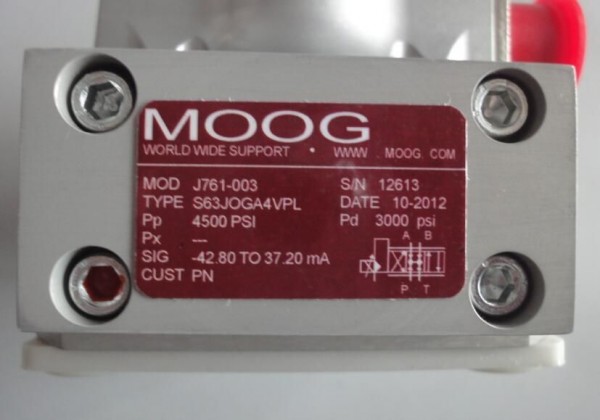 MOOG
WORLD WIDE SUPPORT . WWW . MOOG. COM
MOD J761-003 S/N 12613
TYPE S63JOGA4VPL DATE 10-2012
Pp 4500 PSI Pd 3000 psi
Px ---
SIG -42.80 TO 37.20 mA
CUST PN
A B
P T